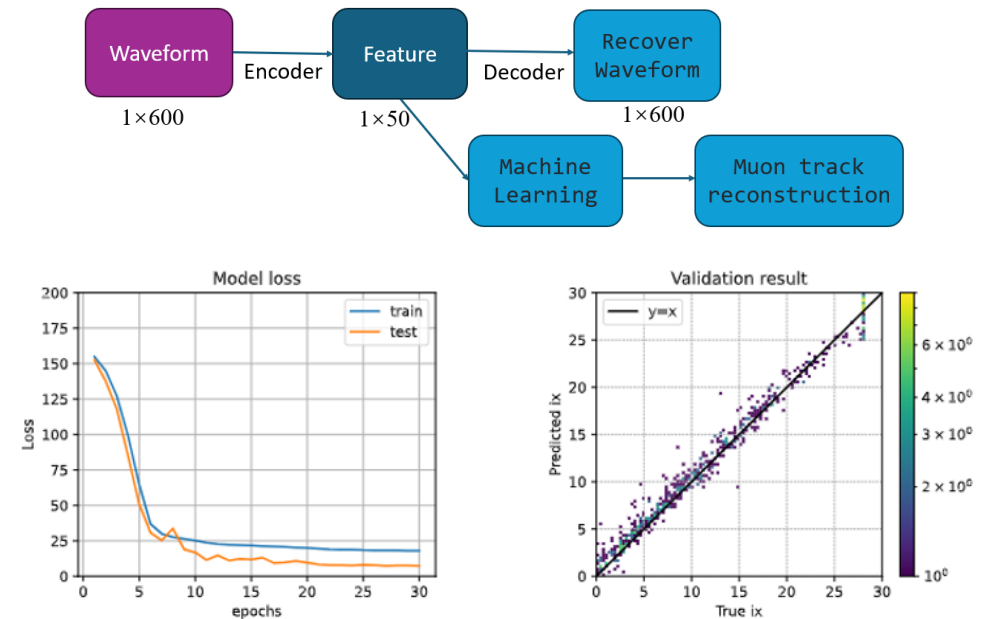 Waveform
Encoder
Feature
Decoder
Recover
Waveform
1×600
1×50
1×600
Machine
Learning
Muon track
reconstruction
Model loss
200
175
150
125
100
75
50
25
0
Loss
train
test
0
5
10
15
20
25
30
epochs
Validation result
30
25
20
15
10
5
0
Predicted ix
y=x
0
5
10
15
20
25
30
True ix
6 × 10⁰
4 × 10⁰
3 × 10⁰
2 × 10⁰
10⁰